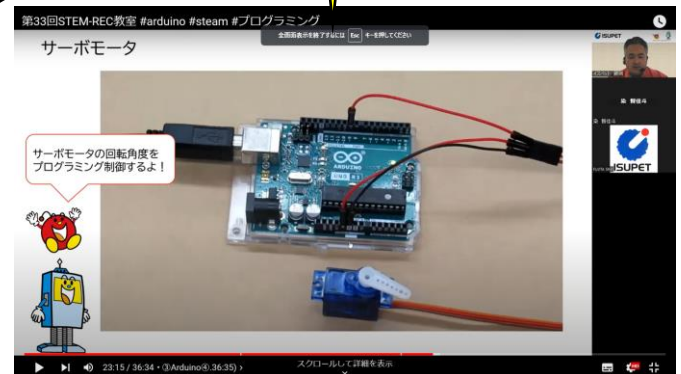 第33回STEM-REC教室 #arduino #steam #プログラミング
全画面表示を終了するには Esc キーを押してください
サーボモータ
ISUPET
サーボモータの回転角度を
プログラミング制御するよ！
ARDUINO
UNO
ISUPET
23:15 / 36:34 • ③Arduino④.36:35) ›
スクロールして詳細を表示